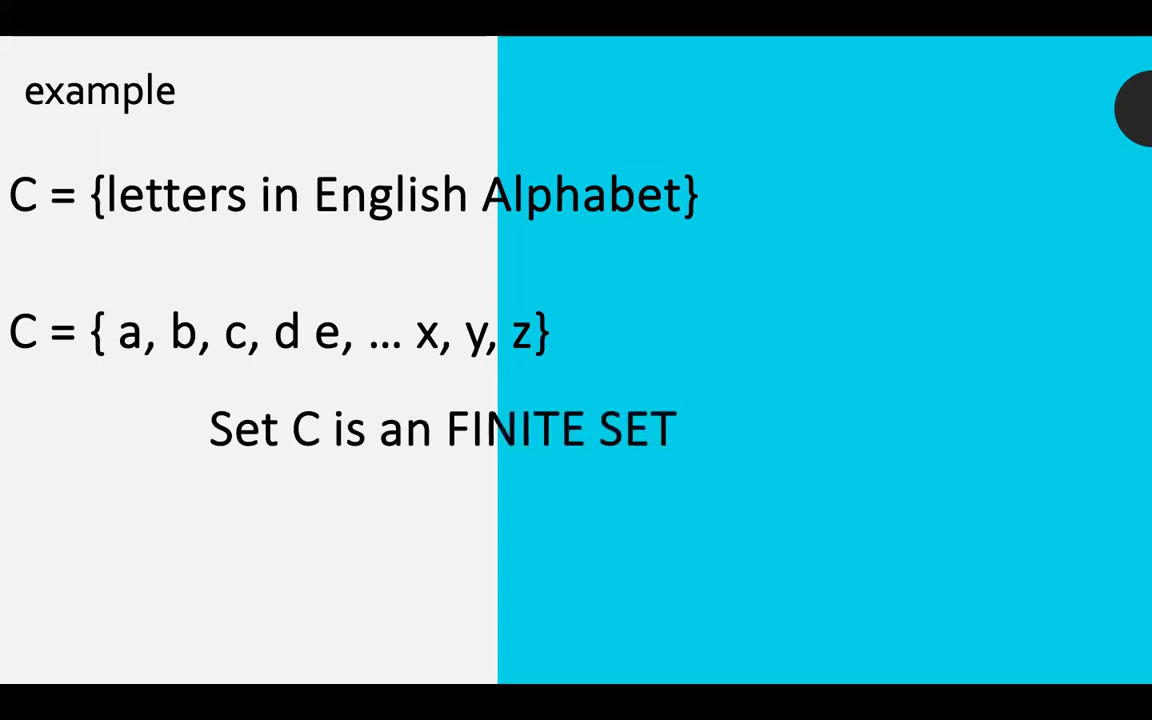 example
C = {letters in English Alphabet}
C = { a, b, c, d e, ... x, y, z}
Set C is an FINITE SET